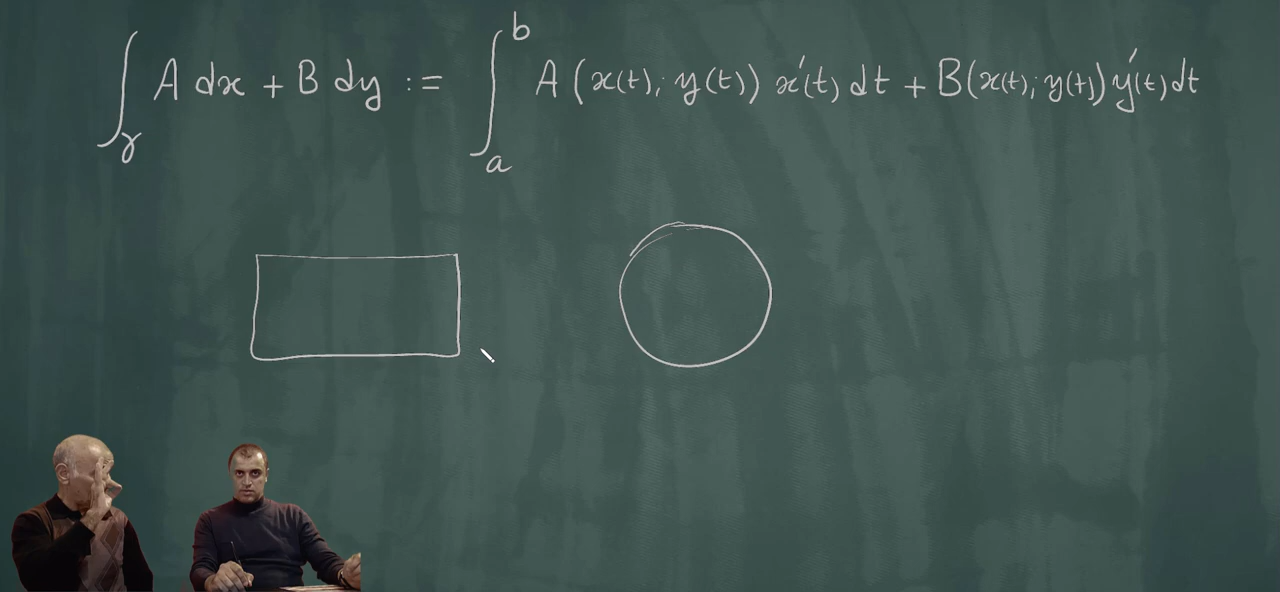 ∫_γ A dx + B dy := ∫_a^b A(x(t); y(t)) x'(t) dt + B(x(t); y(t)) y'(t) dt